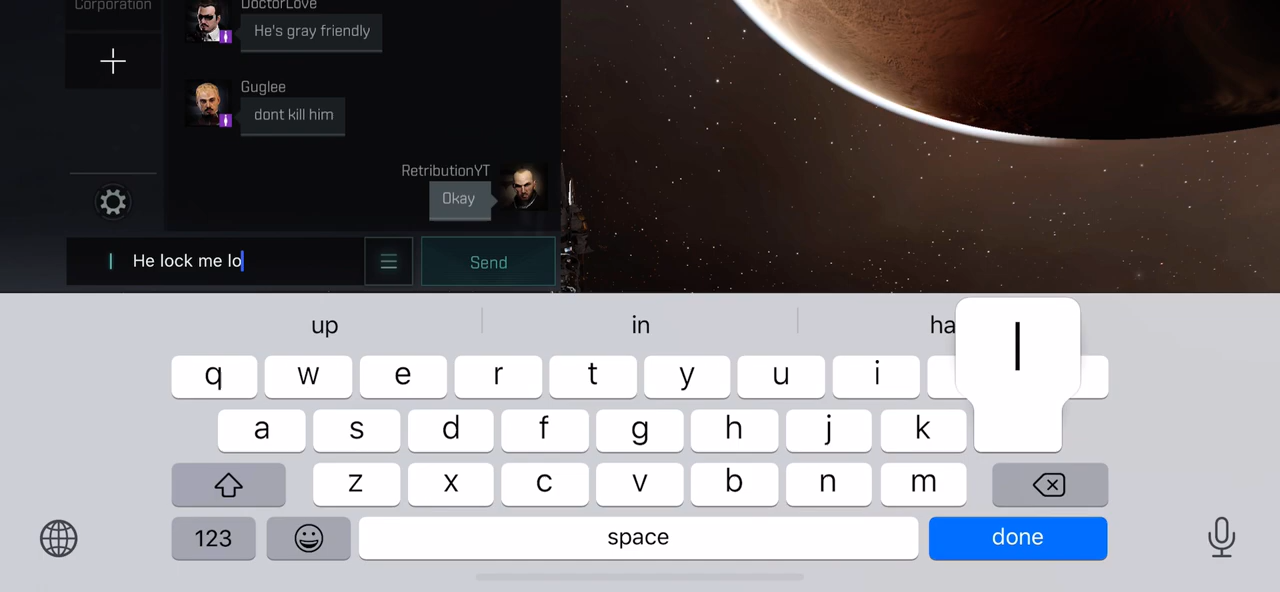 Corporation
DoctorLove
He's gray friendly
Guglee
dont kill him
RetributionYT
Okay
He lock me lo
Send
up in ha
q w e r t y u i
l
a s d f g h j k
z x c v b n m
123 space done